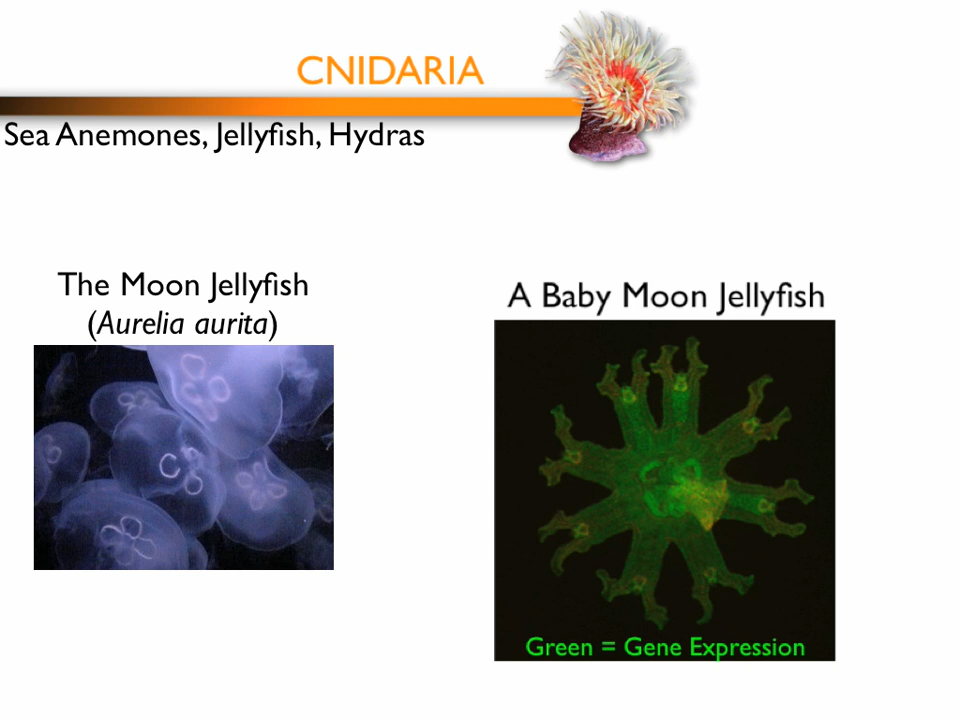 CNIDARIA
Sea Anemones, Jellyfish, Hydras
The Moon Jellyfish
(Aurelia aurita)
A Baby Moon Jellyfish
Green = Gene Expression